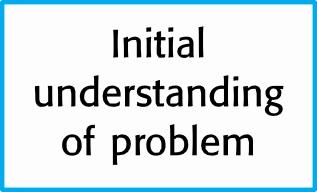 Initial
understanding
of problem